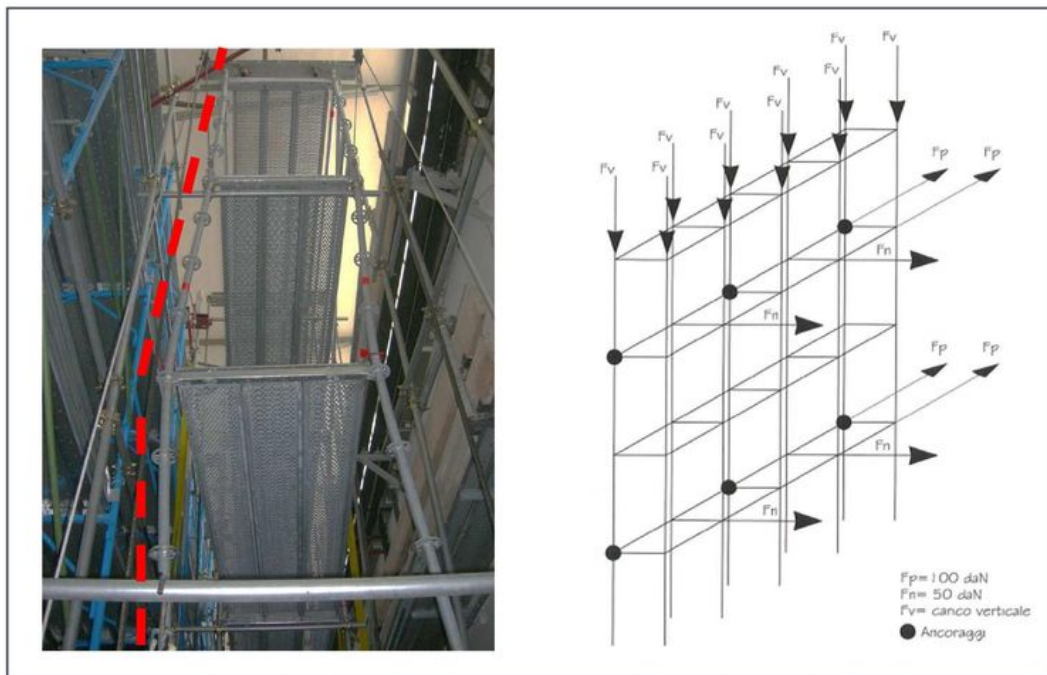 Fv Fv
Fv Fv
Fv Fv
Fv Fv
Fv Fv
Fp Fp
Fn
Fn
Fp Fp
Fn
Fn
Fp= 100 daN
Fn= 50 daN
Fv= canco verticale
Ancoraggi